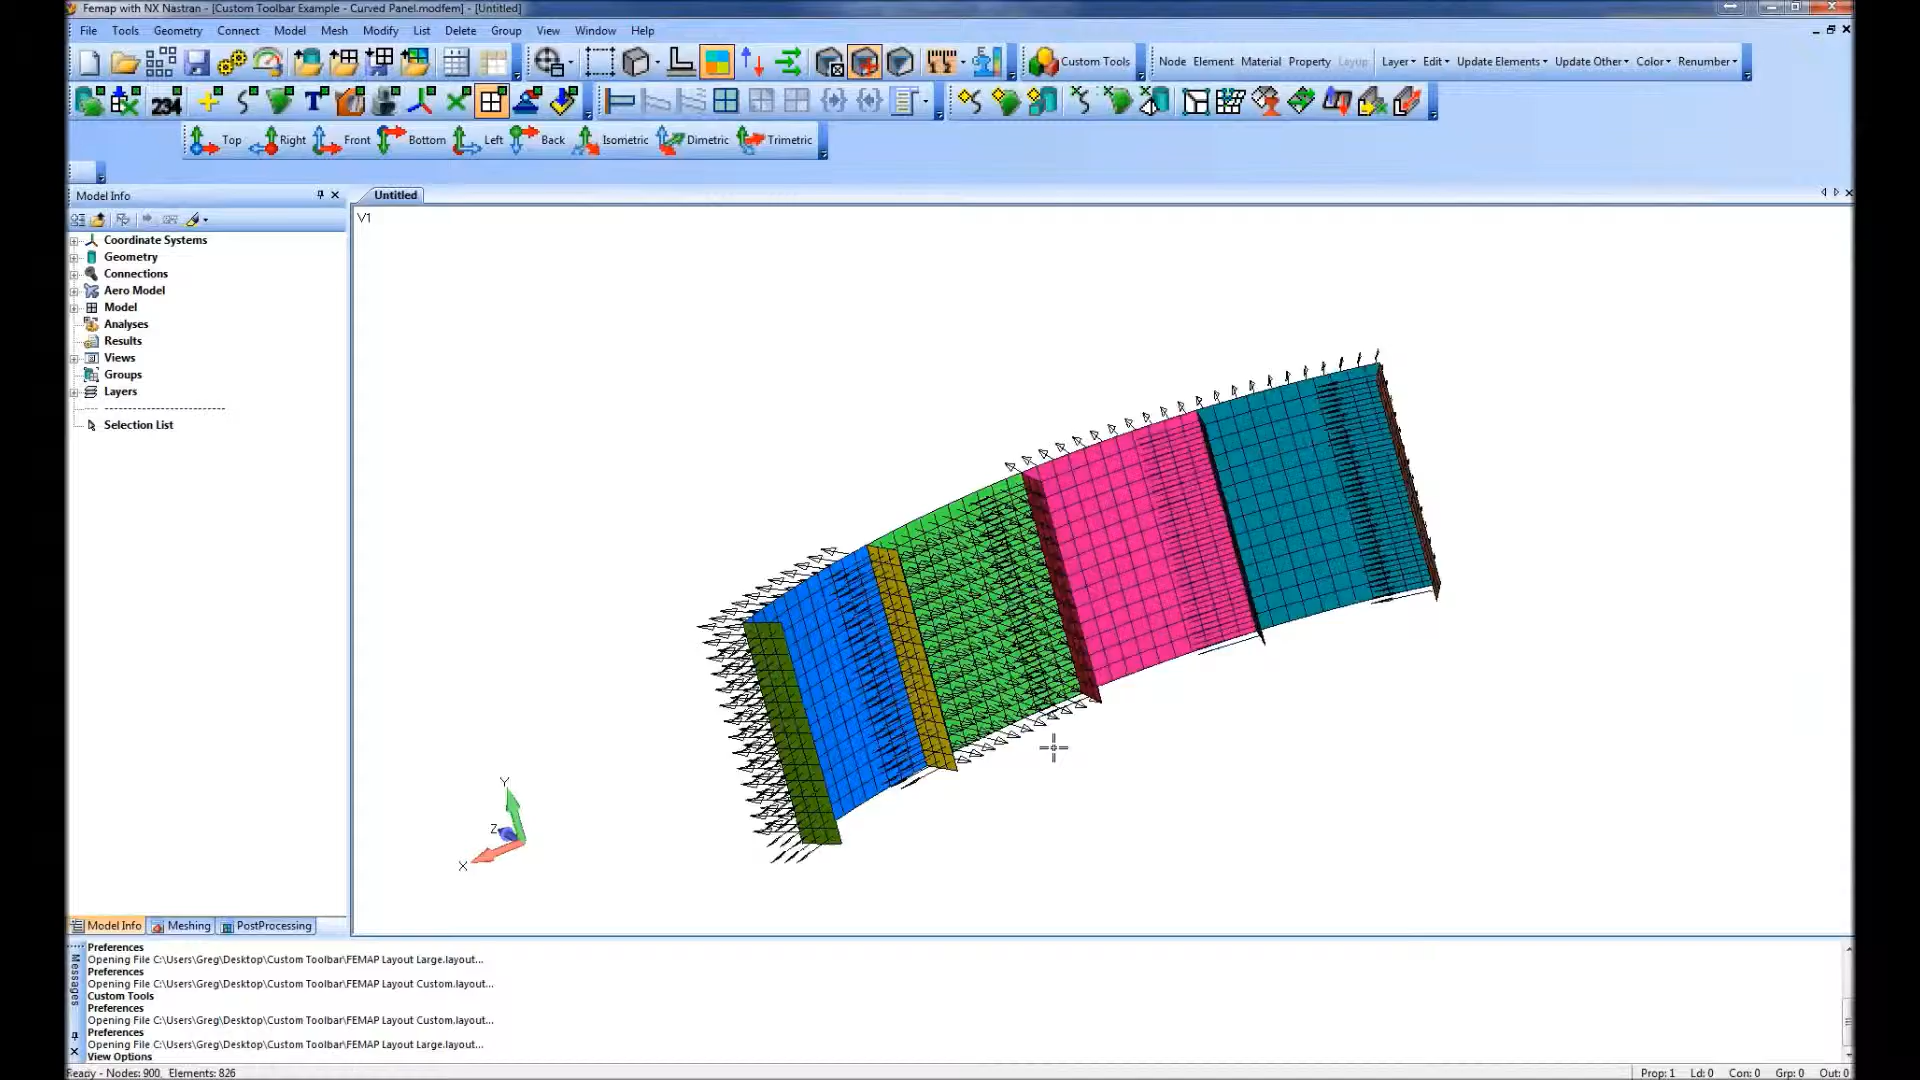 Femap with NX Nastran - [Custom Toolbar Example - Curved Panel.modfem] - [Untitled]
File Tools Geometry Connect Model Mesh Modify List Delete Group View Window Help
Custom Tools Node Element Material Property Layup Layer Edit Update Elements Update Other Color Renumber
234 T
Top Right Front Bottom Left Back Isometric Dimetric Trimetric
Model Info
Untitled
V1
Coordinate Systems
Geometry
Connections
Aero Model
Model
Analyses
Results
Views
Groups
Layers
Selection List
Y
Z
X
Model Info Meshing PostProcessing
Messages
Preferences
Opening File C:\Users\Greg\Desktop\Custom Toolbar\FEMAP Layout Large.layout...
Preferences
Opening File C:\Users\Greg\Desktop\Custom Toolbar\FEMAP Layout Custom.layout...
Custom Tools
Preferences
Opening File C:\Users\Greg\Desktop\Custom Toolbar\FEMAP Layout Custom.layout...
Preferences
Opening File C:\Users\Greg\Desktop\Custom Toolbar\FEMAP Layout Large.layout...
View Options
Ready - Nodes: 900, Elements: 826
Prop: 1 Ld: 0 Con: 0 Grp: 0 Out: 0